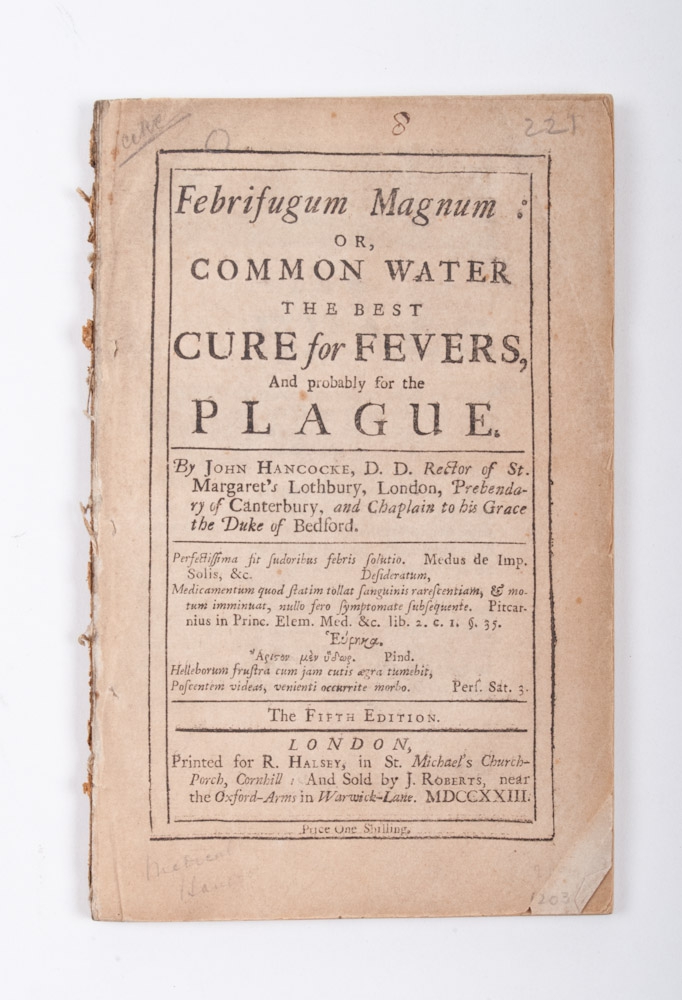 8
221
Febrifugum Magnum :
OR,
COMMON WATER
THE BEST
CURE for FEVERS,
And probably for the
PLAGUE.
By JOHN HANCOCKE, D. D. Rector of St.
Margaret's Lothbury, London, Prebenda-
ry of Canterbury, and Chaplain to his Grace
the Duke of Bedford.
Perfectissima fit sudoribus febris solutio. Medus de Imp.
Solis, &c. Desideratum,
Medicamentum quod statim tollat sanguinis rarescentiam, & mo-
tum imminuat, nullo fero symptomate subsequente. Pitcar-
nius in Princ. Elem. Med. &c. lib. 2. c. 1. §. 35.
Εὕρηκα.
Ἄριστον μὲν ὕδωρ. Pind.
Helleborum frustra cum jam cutis ægra tumebit,
Poscentem videas, venienti occurrite morbo. Pers. Sat. 3.
The FIFTH EDITION.
LONDON,
Printed for R. HALSEY, in St. Michael's Church-
Porch, Cornhill : And Sold by J. ROBERTS, near
the Oxford-Arms in Warwick-Lane. MDCCXXIII.
Price One Shilling.
203